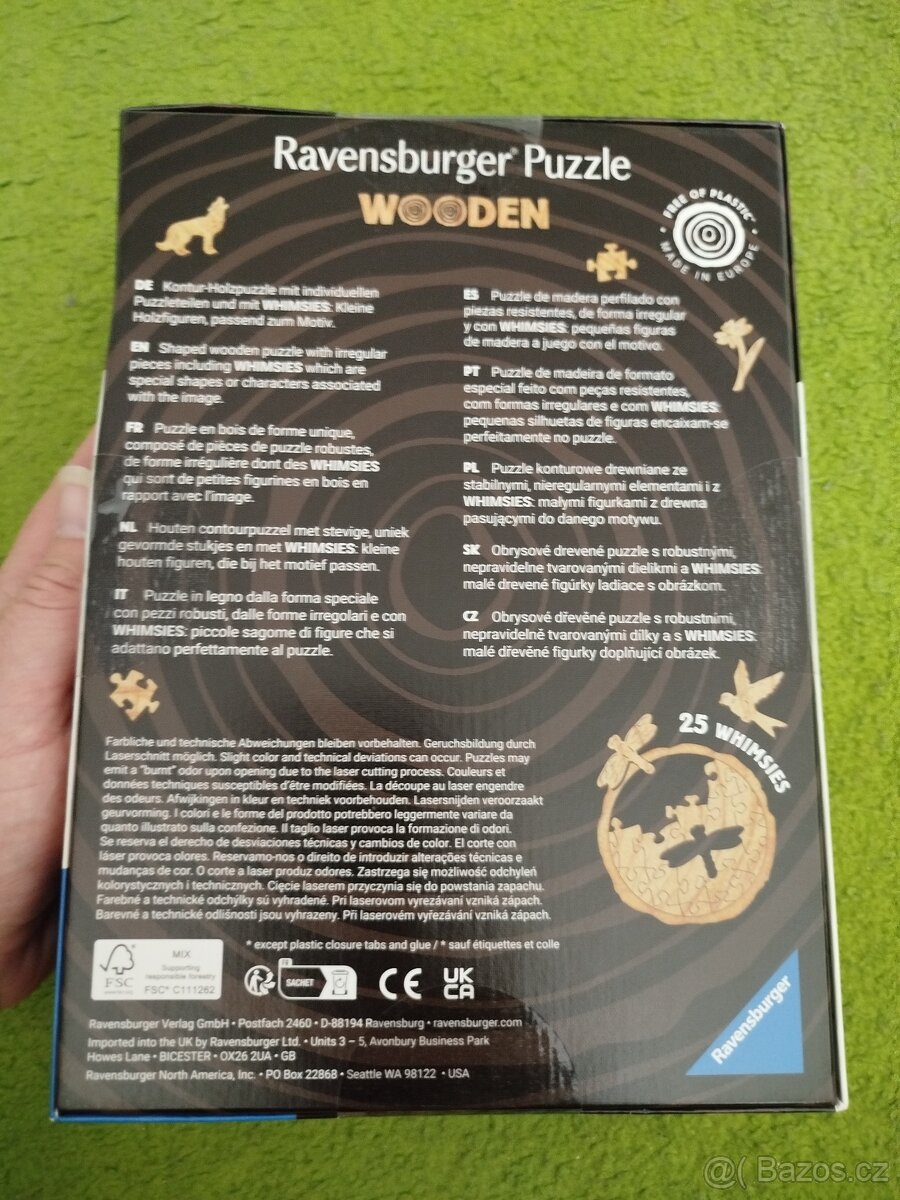 Ravensburger® Puzzle
WOODEN
FREE OF PLASTIC*
MADE IN EUROPE
DE Kontur-Holzpuzzle mit individuellen
Puzzleteilen und mit WHIMSIES: Kleine
Holzfiguren, passend zum Motiv.
EN Shaped wooden puzzle with irregular
pieces including WHIMSIES which are
special shapes or characters associated
with the image.
FR Puzzle en bois de forme unique,
composé de pièces de puzzle robustes,
de forme irrégulière dont des WHIMSIES
qui sont de petites figurines en bois en
rapport avec l'image.
NL Houten contourpuzzel met stevige, uniek
gevormde stukjes en met WHIMSIES: kleine
houten figuren, die bij het motief passen.
IT Puzzle in legno dalla forma speciale
con pezzi robusti, dalle forme irregolari e con
WHIMSIES: piccole sagome di figure che si
adattano perfettamente al puzzle.
ES Puzzle de madera perfilado con
piezas resistentes, de forma irregular
y con WHIMSIES: pequeñas figuras
de madera a juego con el motivo.
PT Puzzle de madeira de formato
especial feito com peças resistentes,
com formas irregulares e com WHIMSIES:
pequenas silhuetas de figuras encaixam-se
perfeitamente no puzzle.
PL Puzzle konturowe drewniane ze
stabilnymi, nieregularnymi elementami i z
WHIMSIES: małymi figurkami z drewna
pasującymi do danego motywu.
SK Obrysové drevené puzzle s robustnými,
nepravidelne tvarovanými dielikmi a WHIMSIES:
malé drevené figúrky ladiace s obrázkom.
CZ Obrysové dřevěné puzzle s robustními,
nepravidelně tvarovanými dílky a s WHIMSIES:
malé dřevěné figurky doplňující obrázek.
25 WHIMSIES
Farbliche und technische Abweichungen bleiben vorbehalten. Geruchsbildung durch
Laserschnitt möglich. Slight color and technical deviations can occur. Puzzles may
emit a "burnt" odor upon opening due to the laser cutting process. Couleurs et
données techniques susceptibles d'être modifiées. La découpe au laser engendre
des odeurs. Afwijkingen in kleur en techniek voorbehouden. Lasersnijden veroorzaakt
geurvorming. I colori e le forme del prodotto potrebbero leggermente variare da
quanto illustrato sulla confezione. Il taglio laser provoca la formazione di odori.
Se reserva el derecho de desviaciones técnicas y cambios de color. El corte con
láser provoca olores. Reservamo-nos o direito de introduzir alterações técnicas e
mudanças de cor. O corte a laser produz odores. Zastrzega się możliwość odchyleń
kolorystycznych i technicznych. Cięcie laserem przyczynia się do powstania zapachu.
Farebné a technické odchýlky sú vyhradené. Pri laserovom vyrezávaní vzniká zápach.
Barevné a technické odlišnosti jsou vyhrazeny. Při laserovém vyřezávání vzniká zápach.
* except plastic closure tabs and glue / * sauf étiquettes et colle
FSC
www.fsc.org
MIX
Supporting
responsible forestry
FSC® C111262
FR
SACHET
CE
UK
CA
Ravensburger
Ravensburger Verlag GmbH • Postfach 2460 • D-88194 Ravensburg • ravensburger.com
Imported into the UK by Ravensburger Ltd. • Units 3 – 5, Avonbury Business Park
Howes Lane • BICESTER • OX26 2UA • GB
Ravensburger North America, Inc. • PO Box 22868 • Seattle WA 98122 • USA
@( Bazos.cz